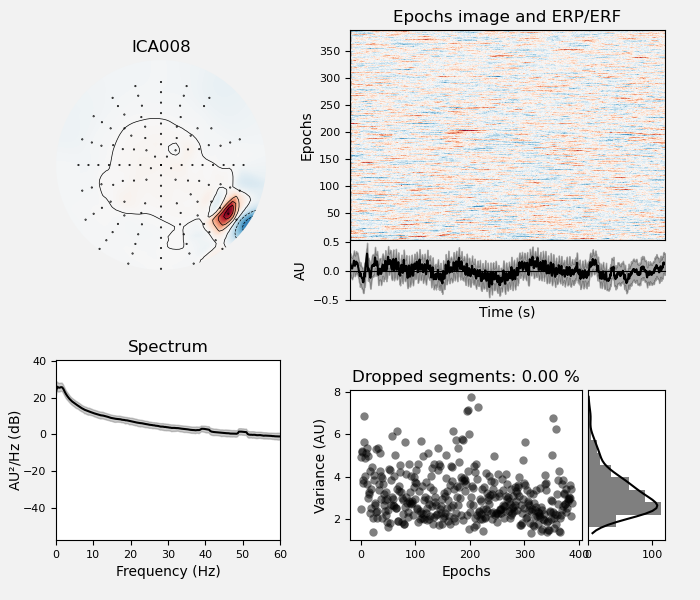 ICA008
Epochs image and ERP/ERF
Epochs
350
300
250
200
150
100
50
AU
0.5
0.0
−0.5
Time (s)
Spectrum
AU²/Hz (dB)
40
20
0
−20
−40
0 10 20 30 40 50 60
Frequency (Hz)
Dropped segments: 0.00 %
Variance (AU)
8
6
4
2
0 100 200 300 400
Epochs
0 100